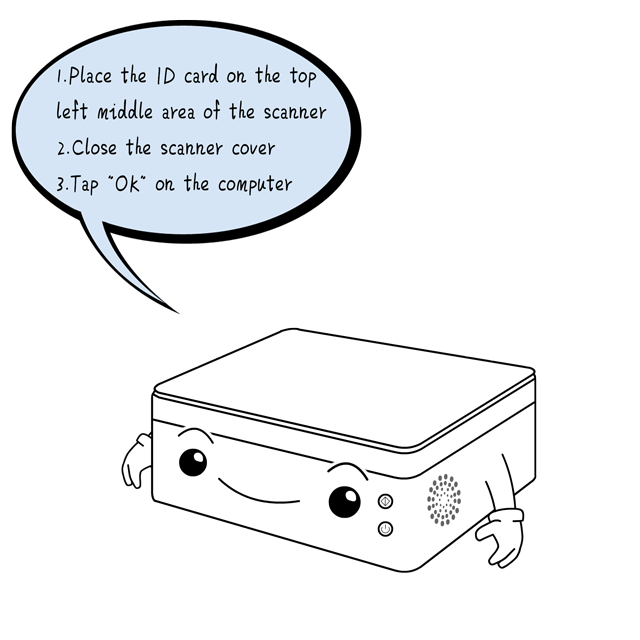 1.Place the ID card on the top
left middle area of the scanner
2.Close the scanner cover
3.Tap "OK" on the computer